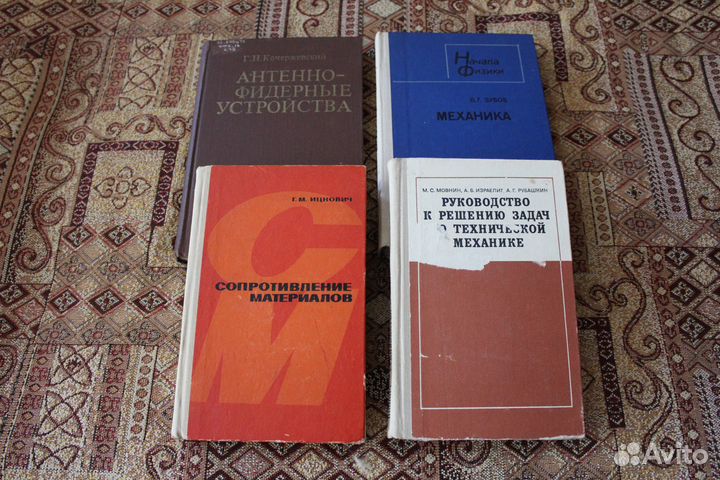 Г. Н. Кочержевский
АНТЕННО-
ФИДЕРНЫЕ
УСТРОЙСТВА
Начала
Физики
В. Г. ЗУБОВ
МЕХАНИКА
Г. М. ИЦКОВИЧ
СМ
СОПРОТИВЛЕНИЕ
МАТЕРИАЛОВ
М. С. МОВНИН, А. Б. ИЗРАЕЛИТ, А. Г. РУБАШКИН
РУКОВОДСТВО
К РЕШЕНИЮ ЗАДАЧ
О ТЕХНИЧЕСКОЙ
МЕХАНИКЕ
Avito